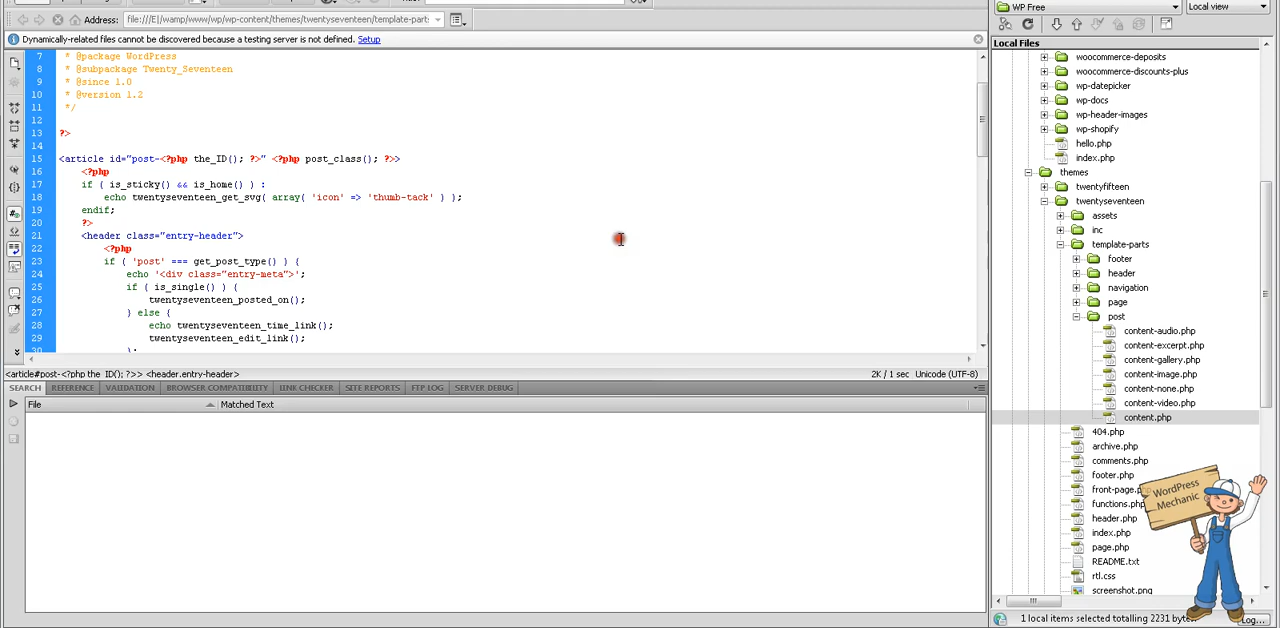 Address: file:///E|/wamp/www/wp/wp-content/themes/twentyseventeen/template-parts.
Dynamically-related files cannot be discovered because a testing server is not defined. Setup
7 * @package WordPress
8 * @subpackage Twenty_Seventeen
9 * @since 1.0
10 * @version 1.2
11 */
12
13 ?>
14
15 <article id="post-<?php the_ID(); ?>" <?php post_class(); ?>>
16 <?php
17 if ( is_sticky() && is_home() ) :
18 echo twentyseventeen_get_svg( array( 'icon' => 'thumb-tack' ) );
19 endif;
20 ?>
21 <header class="entry-header">
22 <?php
23 if ( 'post' === get_post_type() ) {
24 echo '<div class="entry-meta">';
25 if ( is_single() ) {
26 twentyseventeen_posted_on();
27 } else {
28 echo twentyseventeen_time_link();
29 twentyseventeen_edit_link();
30 };
<article#post-<?php the_ID(); ?>> <header.entry-header>
2K / 1 sec Unicode (UTF-8)
SEARCH REFERENCE VALIDATION BROWSER COMPATIBILITY LINK CHECKER SITE REPORTS FTP LOG SERVER DEBUG
File Matched Text
WP Free Local view
Local Files
woocommerce-deposits
woocommerce-discounts-plus
wp-datepicker
wp-docs
wp-header-images
wp-shopify
hello.php
index.php
themes
twentyfifteen
twentyseventeen
assets
inc
template-parts
footer
header
navigation
page
post
content-audio.php
content-excerpt.php
content-gallery.php
content-image.php
content-none.php
content-video.php
content.php
404.php
archive.php
comments.php
footer.php
front-page.p
functions.php
header.php
index.php
page.php
README.txt
rtl.css
screenshot.png
WordPress
Mechanic
1 local items selected totalling 2231 byte
Log...